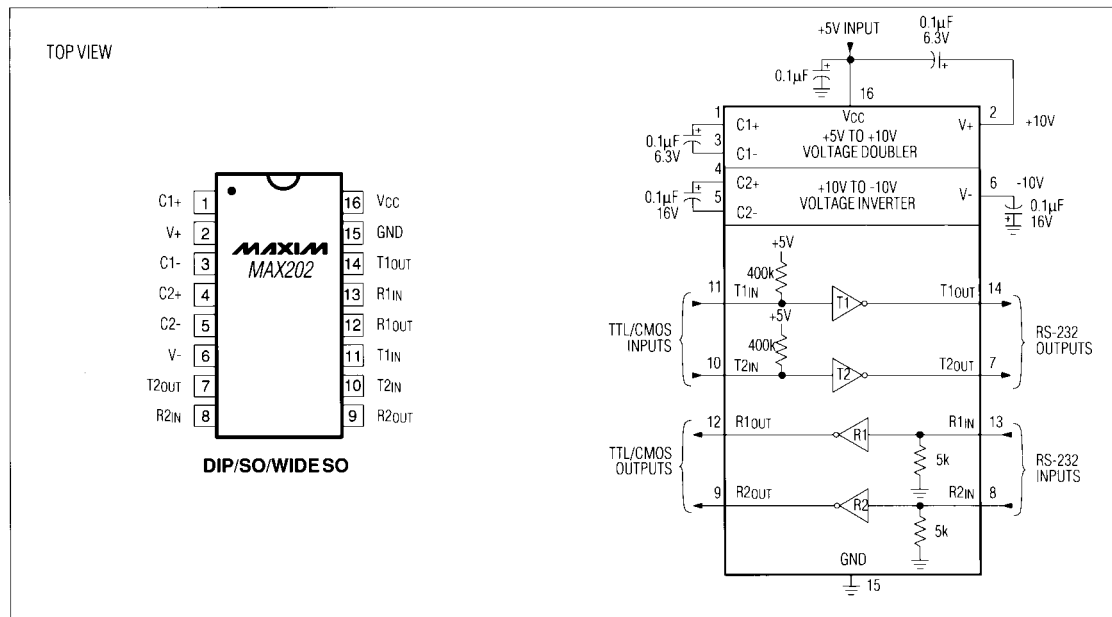 TOP VIEW
C1+ 1
V+ 2
C1- 3
C2+ 4
C2- 5
V- 6
T2OUT 7
R2IN 8
16 VCC
15 GND
14 T1OUT
13 R1IN
12 R1OUT
11 T1IN
10 T2IN
9 R2OUT
MAXIM
MAX202
DIP/SO/WIDE SO
+5V INPUT
0.1µF
6.3V
0.1µF
16
VCC
1 C1+
3 C1-
0.1µF
6.3V
+5V TO +10V
VOLTAGE DOUBLER
V+ 2 +10V
4 C2+
5 C2-
0.1µF
16V
+10V TO -10V
VOLTAGE INVERTER
V- 6 -10V
0.1µF
16V
+5V
400k
11 T1IN T1 T1OUT 14
+5V
400k
10 T2IN T2 T2OUT 7
TTL/CMOS
INPUTS
RS-232
OUTPUTS
12 R1OUT R1 R1IN 13
5k
9 R2OUT R2 R2IN 8
5k
TTL/CMOS
OUTPUTS
RS-232
INPUTS
GND
15